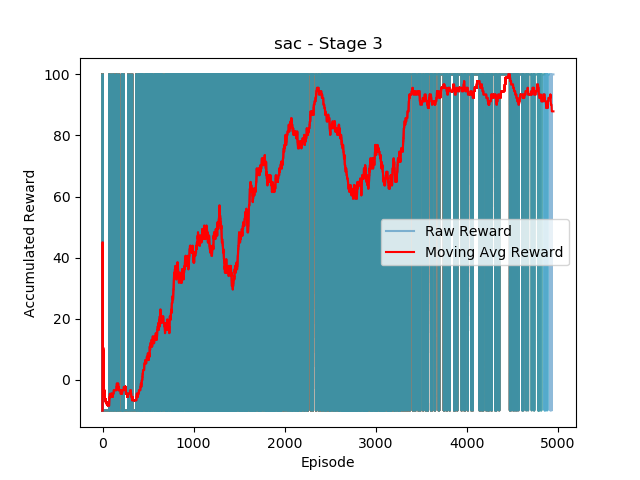 sac - Stage 3
100
80
60
40
20
0
Accumulated Reward
Raw Reward
Moving Avg Reward
0 1000 2000 3000 4000 5000
Episode